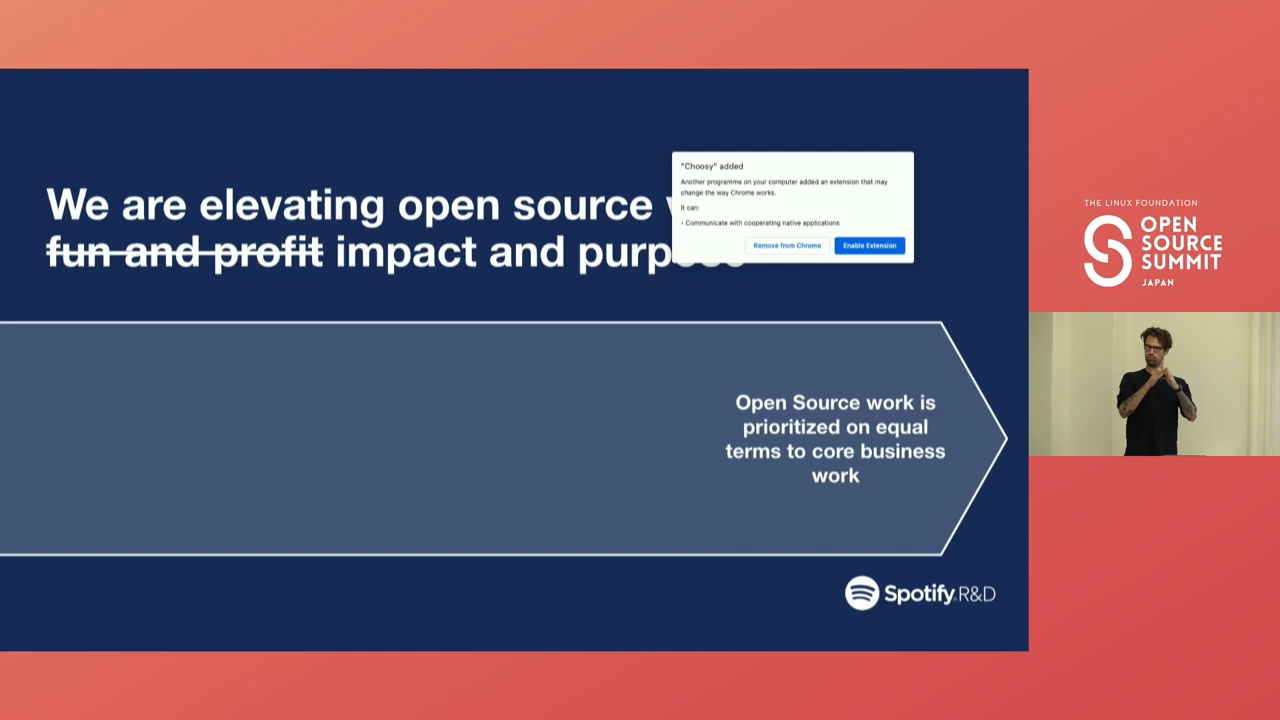 We are elevating open source
fun and profit impact and
"Choosy" added
Another programme on your computer added an extension that may
change the way Chrome works.
It can:
• Communicate with cooperating native applications
Remove from Chrome
Enable Extension
Open Source work is
prioritized on equal
terms to core business
work
Spotify R&D
THE LINUX FOUNDATION
OPEN
SOURCE
SUMMIT
JAPAN